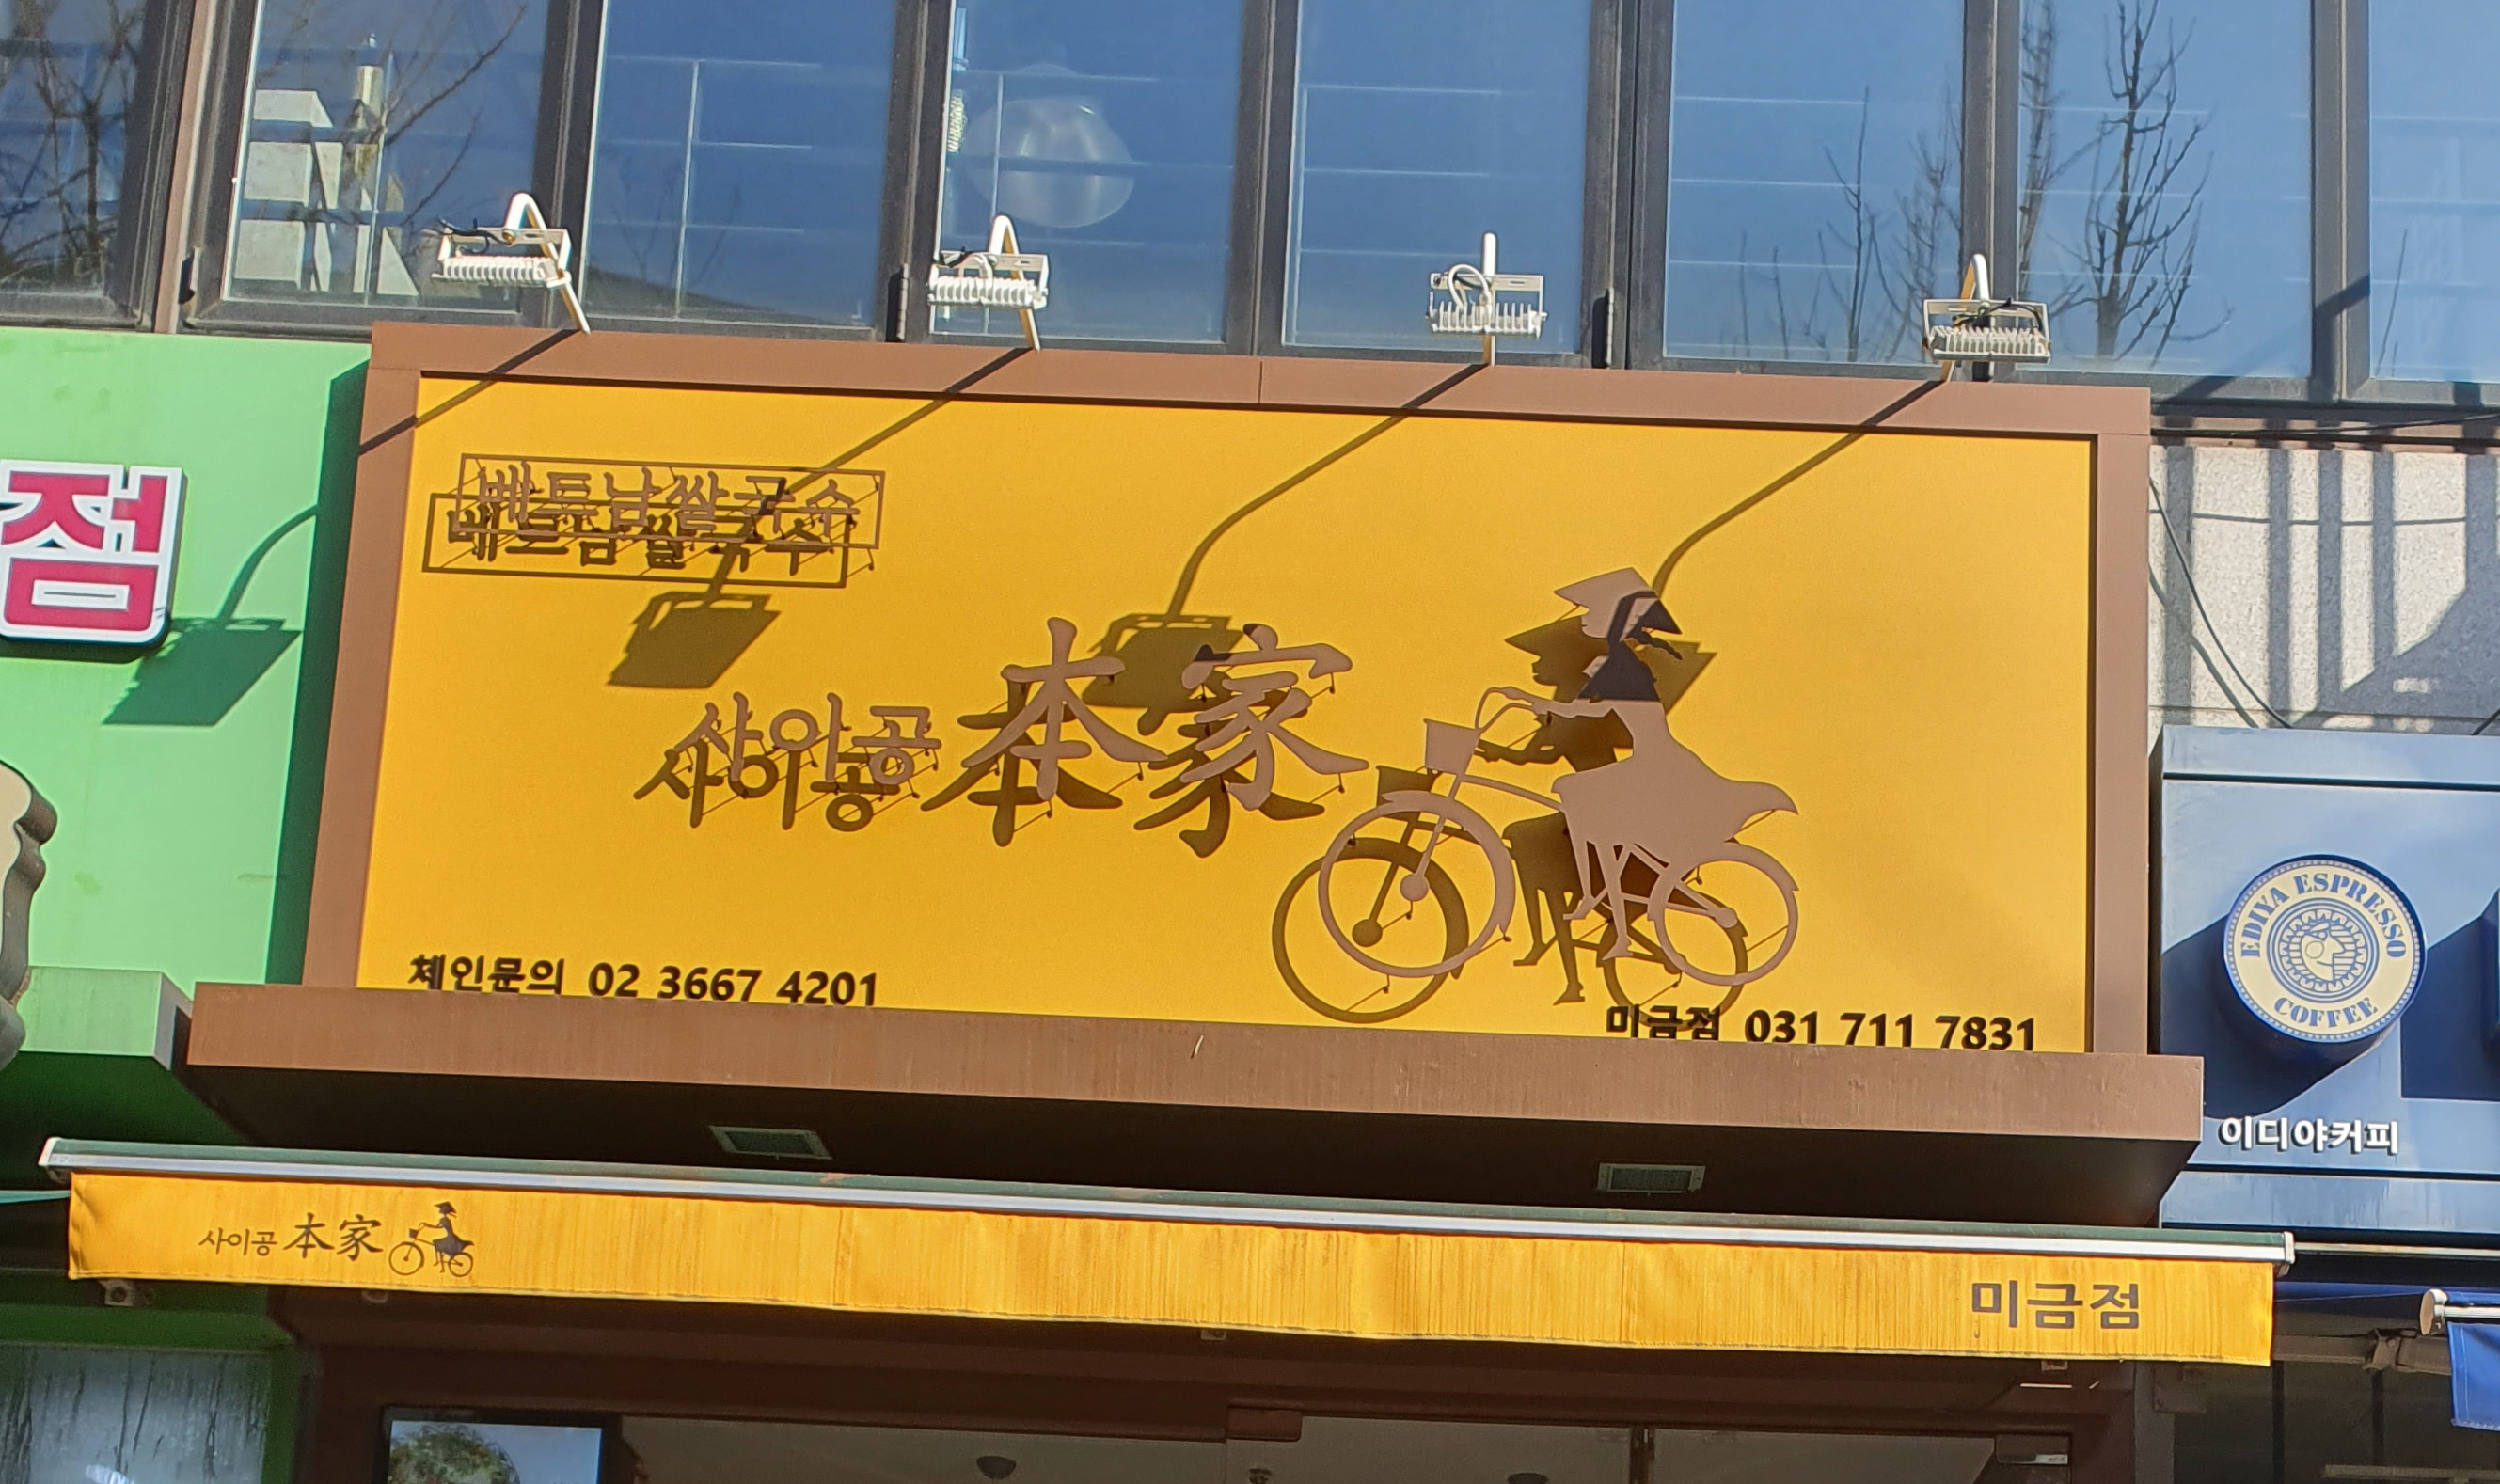 점
베트남쌀국수
사이공 本家
체인문의 02 3667 4201
미금점 031 711 7831
EDIYA ESPRESSO
COFFEE
이디야커피
사이공 本家
미금점